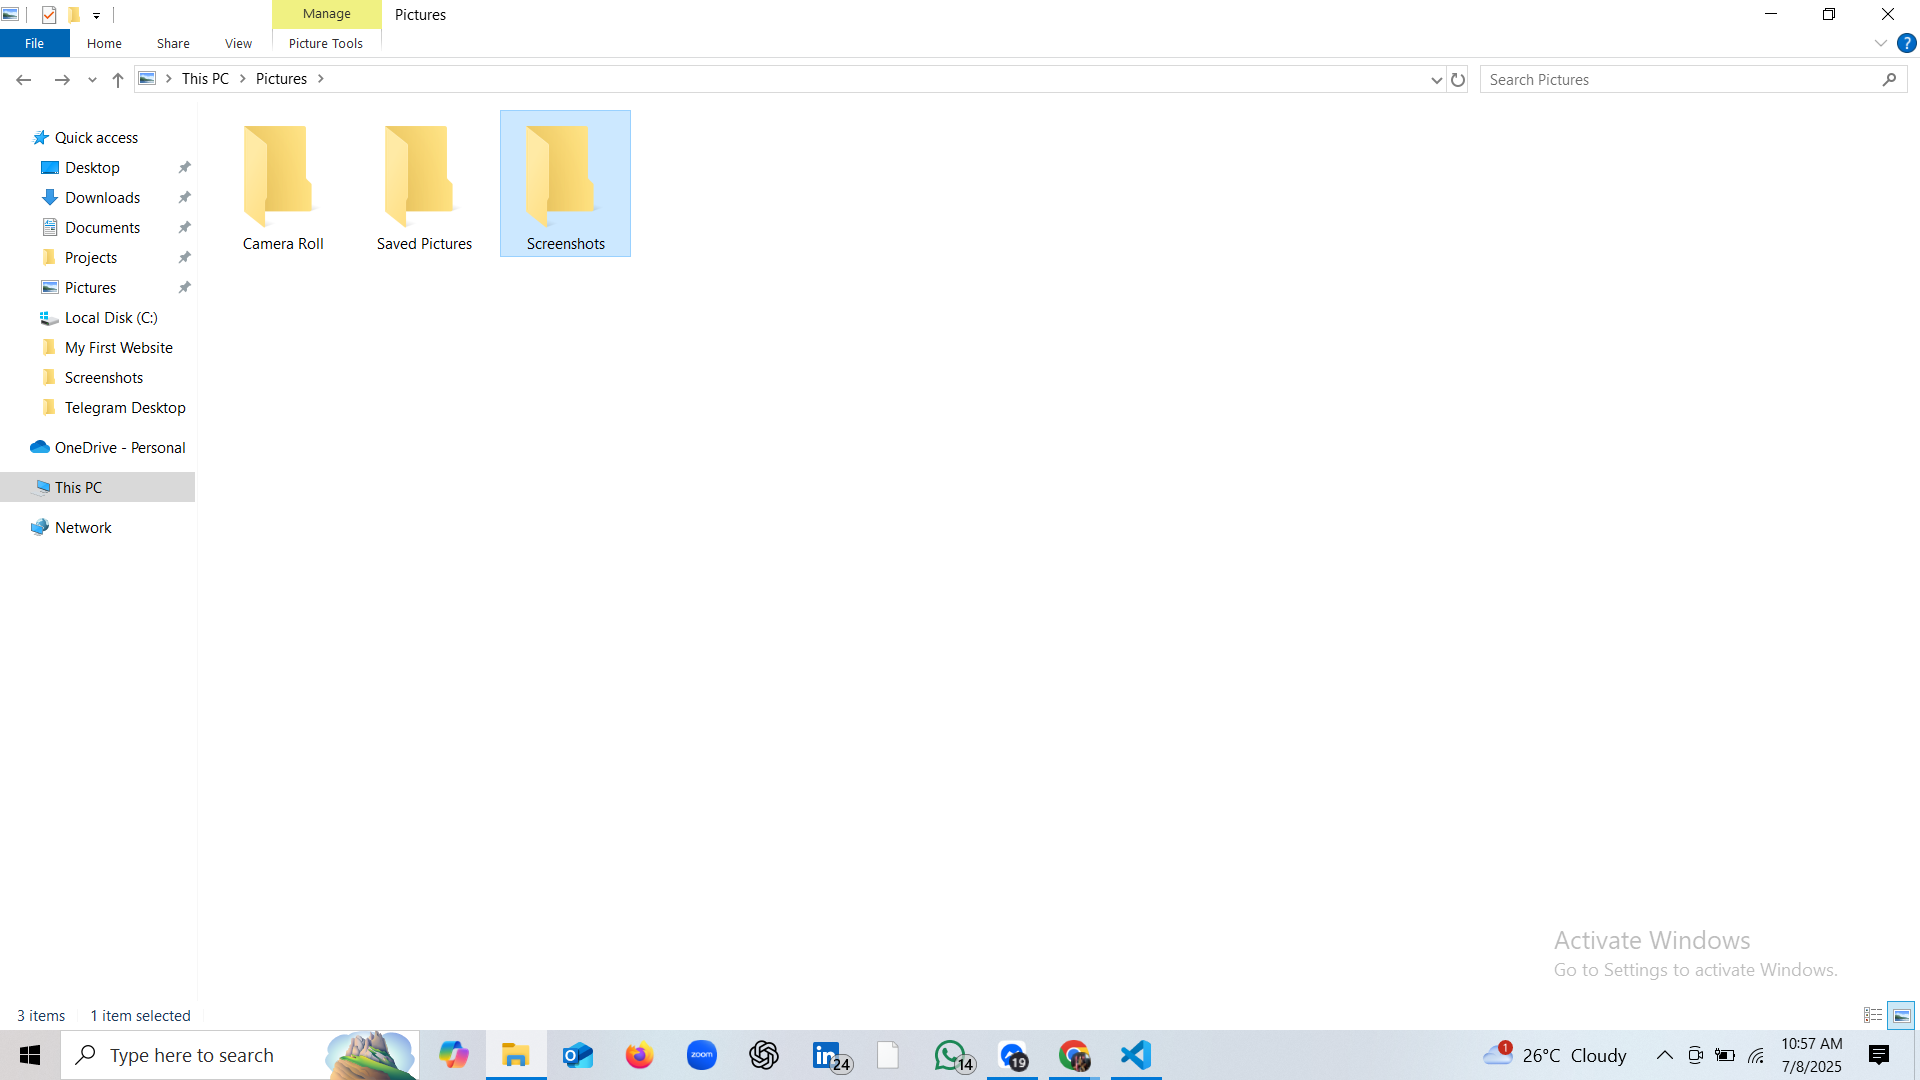 Manage
Pictures
File
Home
Share
View
Picture Tools
?
This PC
Pictures
Search Pictures
Quick access
Desktop
Downloads
Documents
Projects
Pictures
Local Disk (C:)
My First Website
Screenshots
Telegram Desktop
OneDrive - Personal
This PC
Network
Camera Roll
Saved Pictures
Screenshots
Activate Windows
Go to Settings to activate Windows.
3 items
1 item selected
Type here to search
zoom
in
24
14
19
1
26°C Cloudy
10:57 AM
7/8/2025